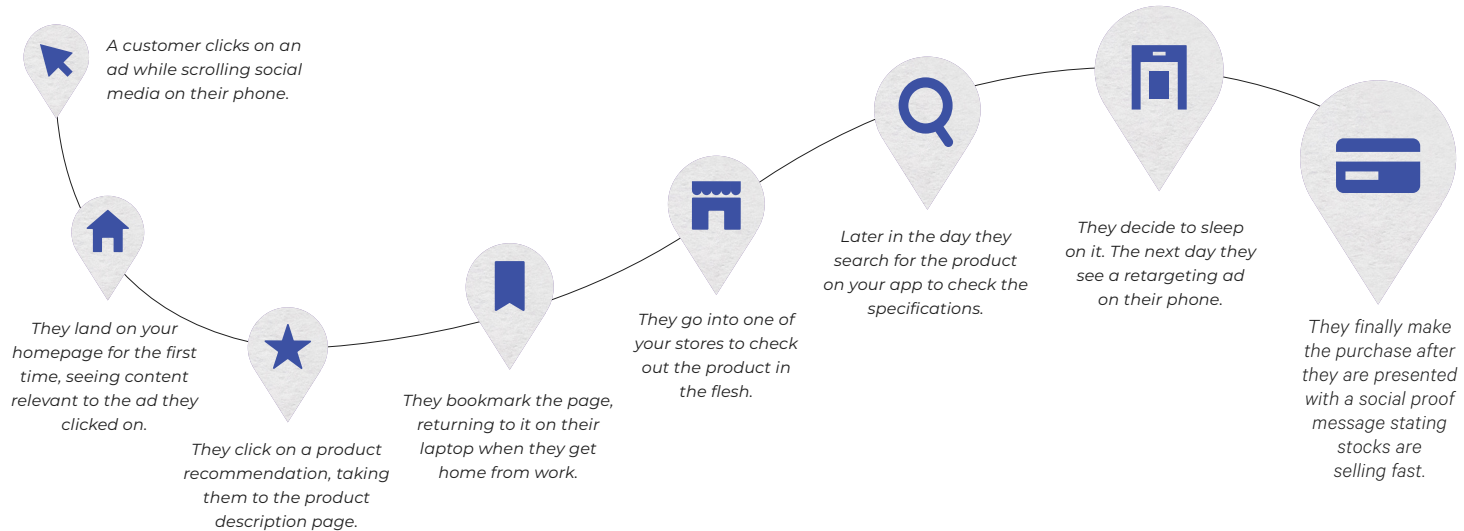 A customer clicks on an
ad while scrolling social
media on their phone.
They land on your
homepage for the first
time, seeing content
relevant to the ad they
clicked on.
They click on a product
recommendation, taking
them to the product
description page.
They bookmark the page,
returning to it on their
laptop when they get
home from work.
They go into one of
your stores to check
out the product in
the flesh.
Later in the day they
search for the product
on your app to check the
specifications.
They decide to sleep
on it. The next day they
see a retargeting ad
on their phone.
They finally make
the purchase after
they are presented
with a social proof
message stating
stocks are
selling fast.